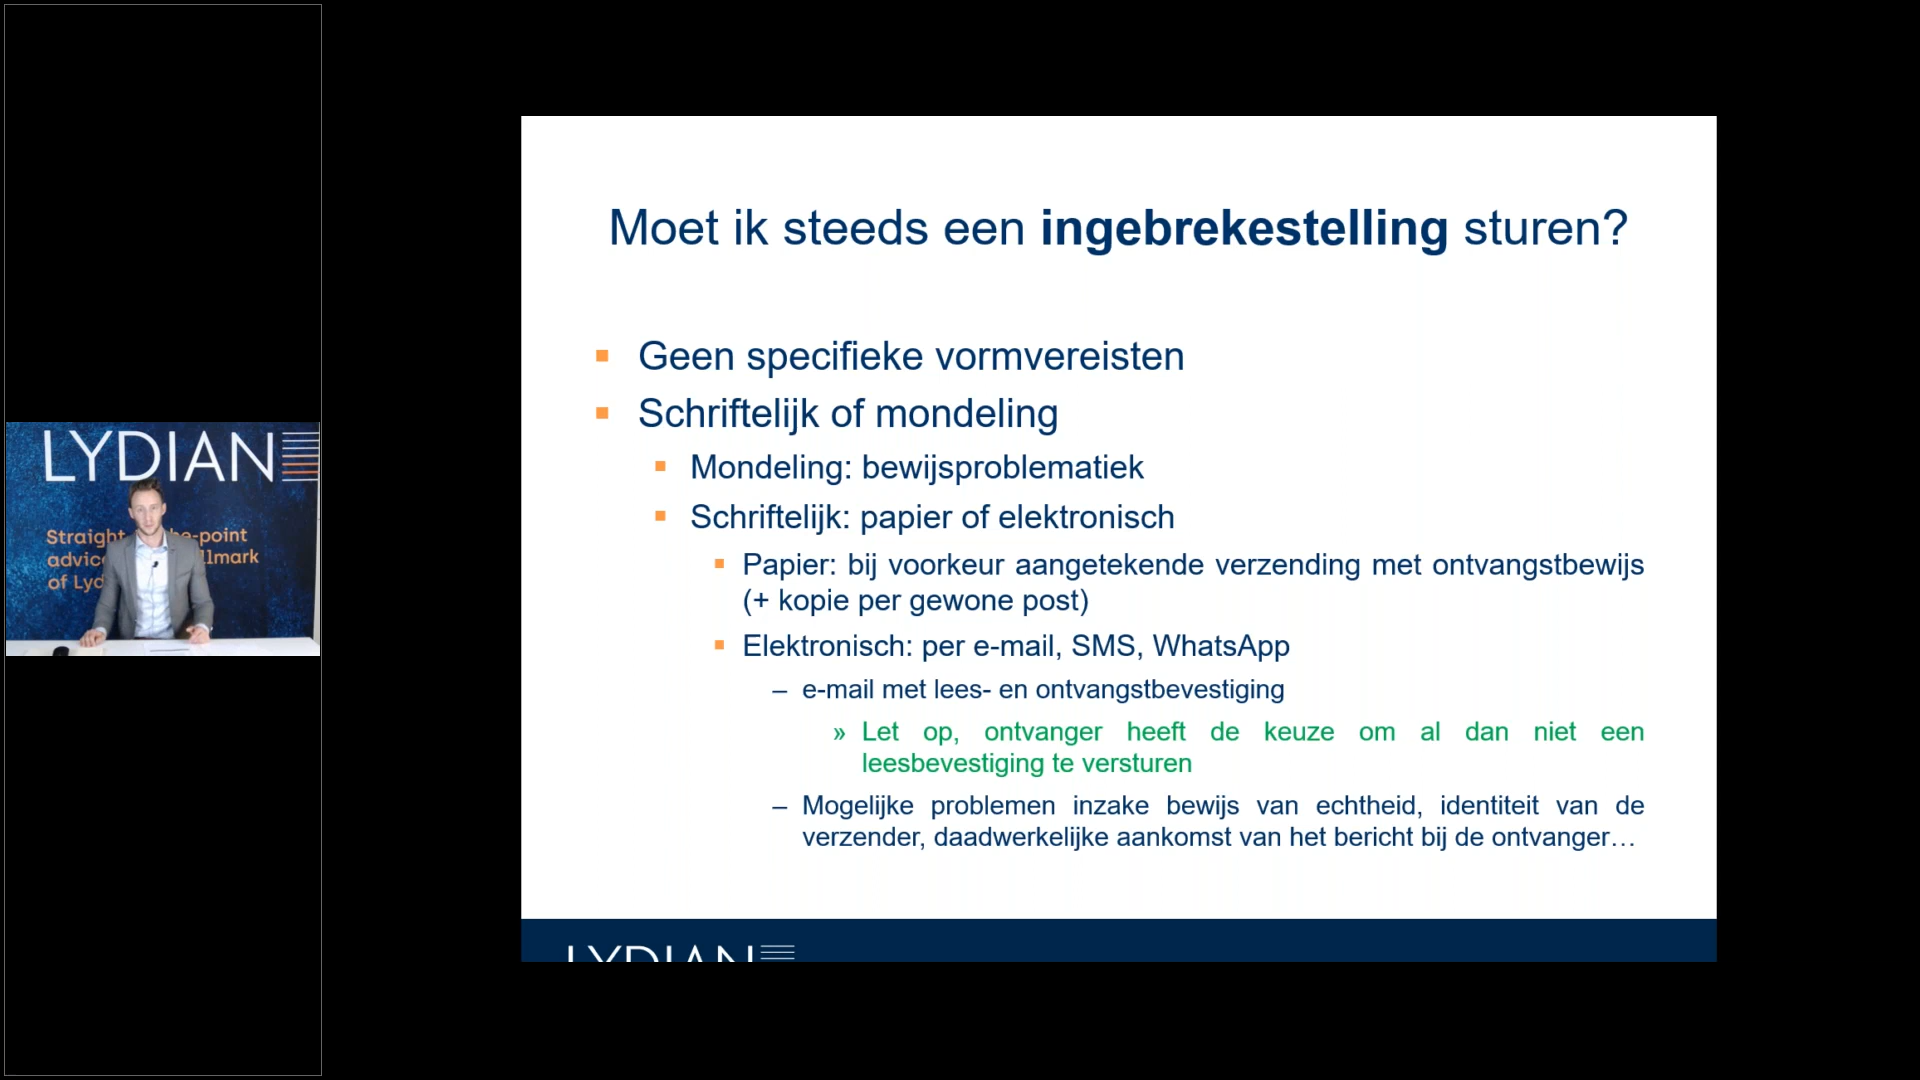 LYDIAN
Straight
he-point
advic
llmark
of Lyd
Moet ik steeds een ingebrekestelling sturen?
▪ Geen specifieke vormvereisten
▪ Schriftelijk of mondeling
▪ Mondeling: bewijsproblematiek
▪ Schriftelijk: papier of elektronisch
▪ Papier: bij voorkeur aangetekende verzending met ontvangstbewijs
(+ kopie per gewone post)
▪ Elektronisch: per e-mail, SMS, WhatsApp
– e-mail met lees- en ontvangstbevestiging
» Let op, ontvanger heeft de keuze om al dan niet een
leesbevestiging te versturen
– Mogelijke problemen inzake bewijs van echtheid, identiteit van de
verzender, daadwerkelijke aankomst van het bericht bij de ontvanger…
LYDIAN